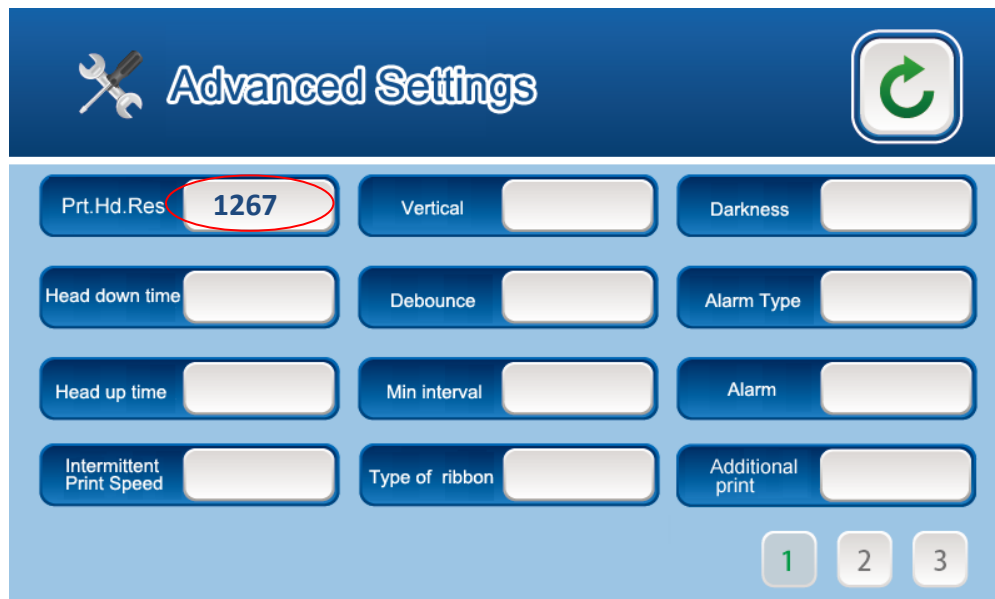 Advanced Settings
Prt.Hd.Res 1267 Vertical Darkness
Head down time Debounce Alarm Type
Head up time Min interval Alarm
Intermittent
Print Speed
Type of ribbon
Additional
print
1 2 3